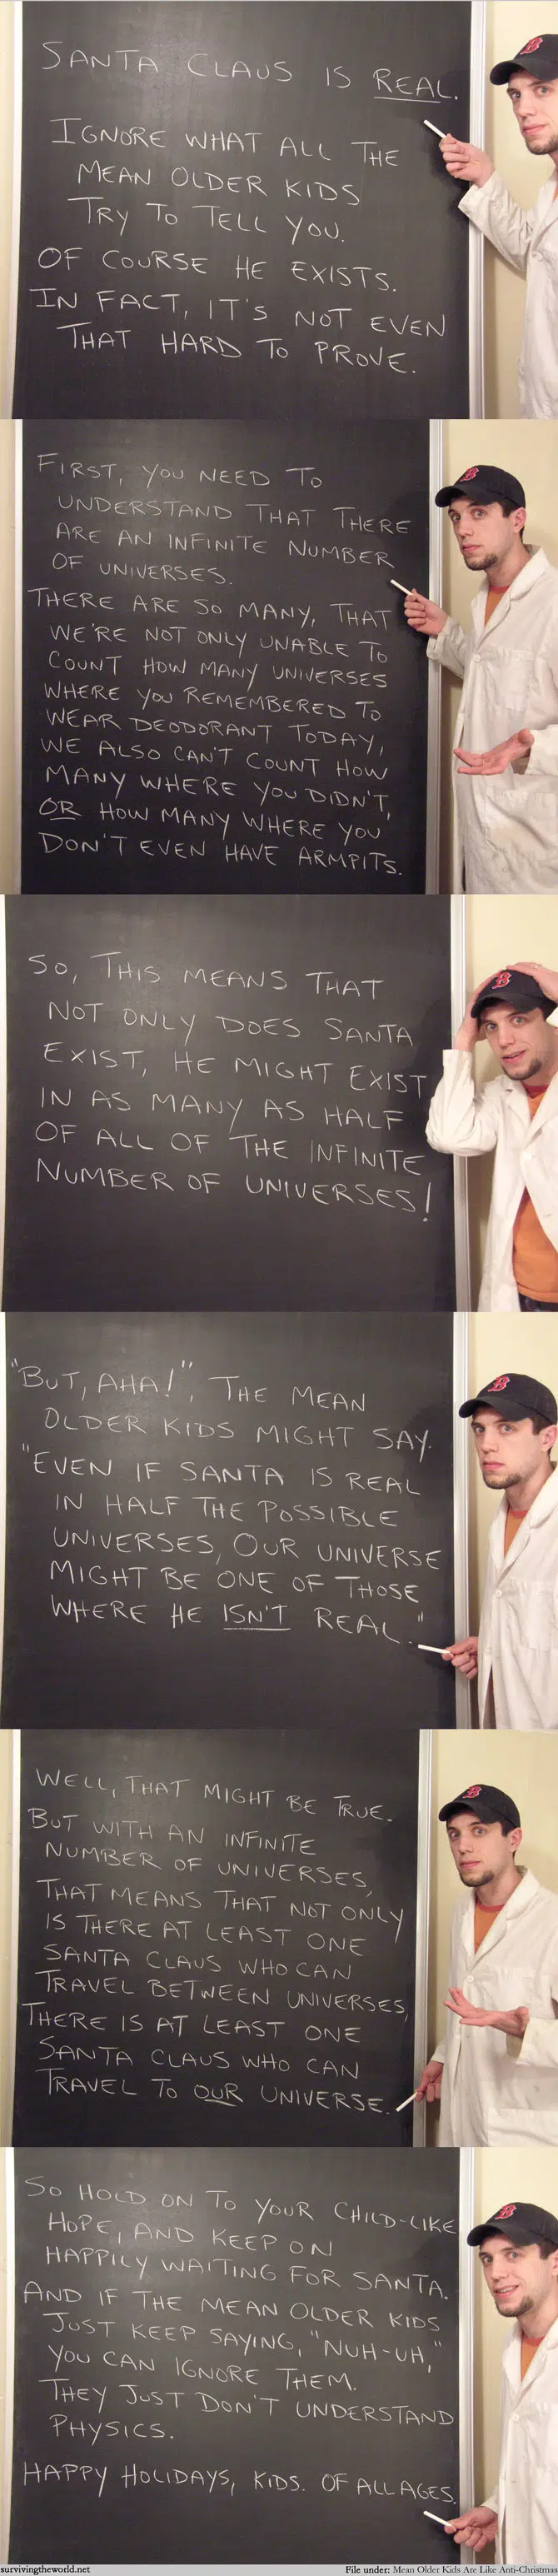 SANTA CLAUS IS REAL.
IGNORE WHAT ALL THE
MEAN OLDER KIDS
TRY TO TELL YOU.
OF COURSE HE EXISTS.
IN FACT, IT'S NOT EVEN
THAT HARD TO PROVE.
FIRST, YOU NEED TO
UNDERSTAND THAT THERE
ARE AN INFINITE NUMBER
OF UNIVERSES.
THERE ARE SO MANY, THAT
WE'RE NOT ONLY UNABLE TO
COUNT HOW MANY UNIVERSES
WHERE YOU REMEMBERED TO
WEAR DEODORANT TODAY,
WE ALSO CAN'T COUNT HOW
MANY WHERE YOU DIDN'T,
OR HOW MANY WHERE YOU
DON'T EVEN HAVE ARMPITS.
SO, THIS MEANS THAT
NOT ONLY DOES SANTA
EXIST, HE MIGHT EXIST
IN AS MANY AS HALF
OF ALL OF THE INFINITE
NUMBER OF UNIVERSES!
"BUT, AHA!", THE MEAN
OLDER KIDS MIGHT SAY.
"EVEN IF SANTA IS REAL
IN HALF THE POSSIBLE
UNIVERSES, OUR UNIVERSE
MIGHT BE ONE OF THOSE
WHERE HE ISN'T REAL."
WELL, THAT MIGHT BE TRUE.
BUT WITH AN INFINITE
NUMBER OF UNIVERSES,
THAT MEANS THAT NOT ONLY
IS THERE AT LEAST ONE
SANTA CLAUS WHO CAN
TRAVEL BETWEEN UNIVERSES,
THERE IS AT LEAST ONE
SANTA CLAUS WHO CAN
TRAVEL TO OUR UNIVERSE.
SO HOLD ON TO YOUR CHILD-LIKE
HOPE, AND KEEP ON
HAPPILY WAITING FOR SANTA.
AND IF THE MEAN OLDER KIDS
JUST KEEP SAYING, "NUH-UH,"
YOU CAN IGNORE THEM.
THEY JUST DON'T UNDERSTAND
PHYSICS.
HAPPY HOLIDAYS, KIDS. OF ALL AGES.
survivingtheworld.net File under: Mean Older Kids Are Like Anti-Christmas